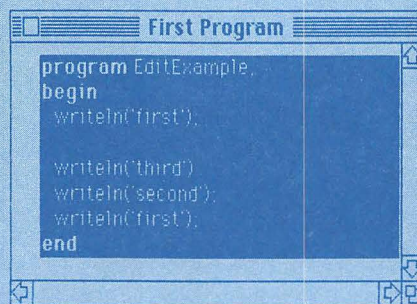 First Program
program EditExample;
begin
writeln('first');
writeln('third')
writeln('second');
writeln('first');
end